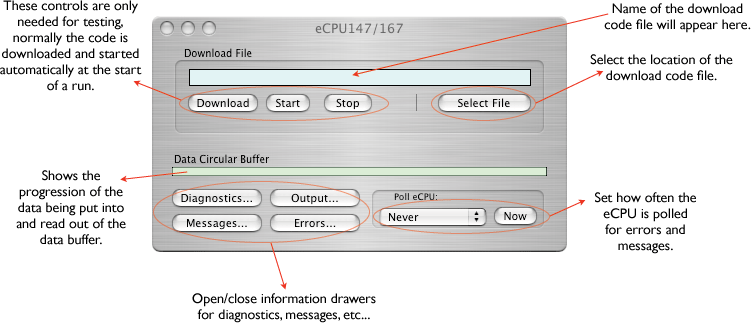 These controls are only
needed for testing,
normally the code is
downloaded and started
automatically at the start
of a run.
eCPU147/167
Name of the download
code file will appear here.
Download File
Select the location of the
download code file.
Download Start Stop Select File
Data Circular Buffer
Shows the
progression of the
data being put into
and read out of the
data buffer.
Diagnostics... Output...
Messages... Errors...
Poll eCPU:
Never Now
Set how often the
eCPU is polled
for errors and
messages.
Open/close information drawers
for diagnostics, messages, etc...